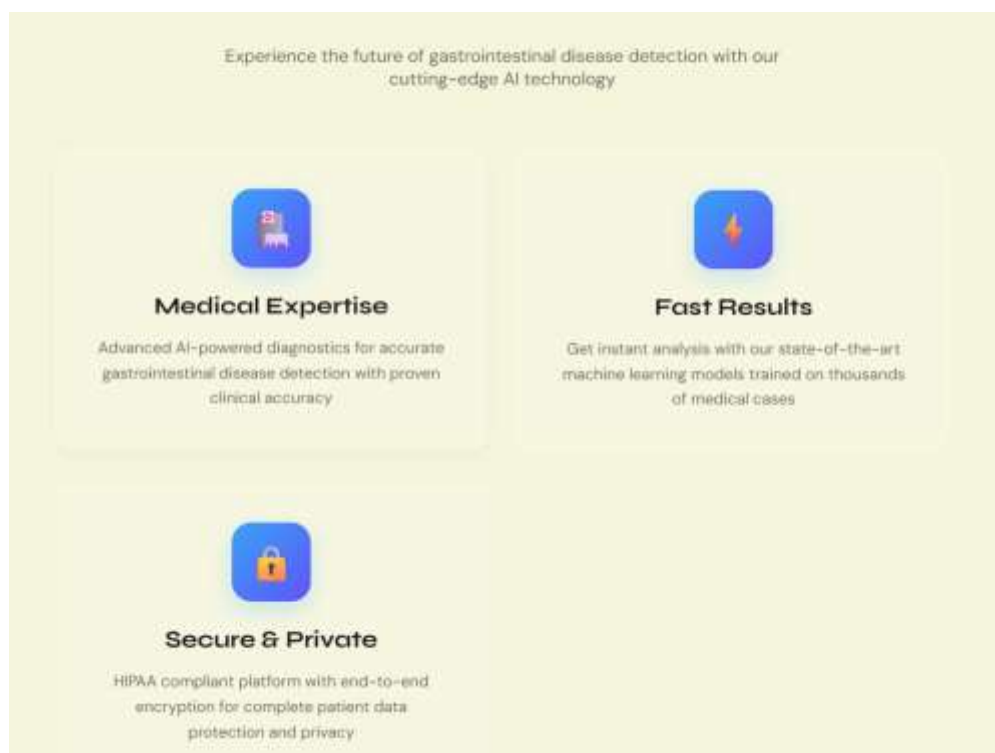 Experience the future of gastrointestinal disease detection with our
cutting-edge AI technology
Medical Expertise
Advanced AI-powered diagnostics for accurate
gastrointestinal disease detection with proven
clinical accuracy
Fast Results
Get instant analysis with our state-of-the-art
machine learning models trained on thousands
of medical cases
Secure & Private
HIPAA compliant platform with end-to-end
encryption for complete patient data
protection and privacy